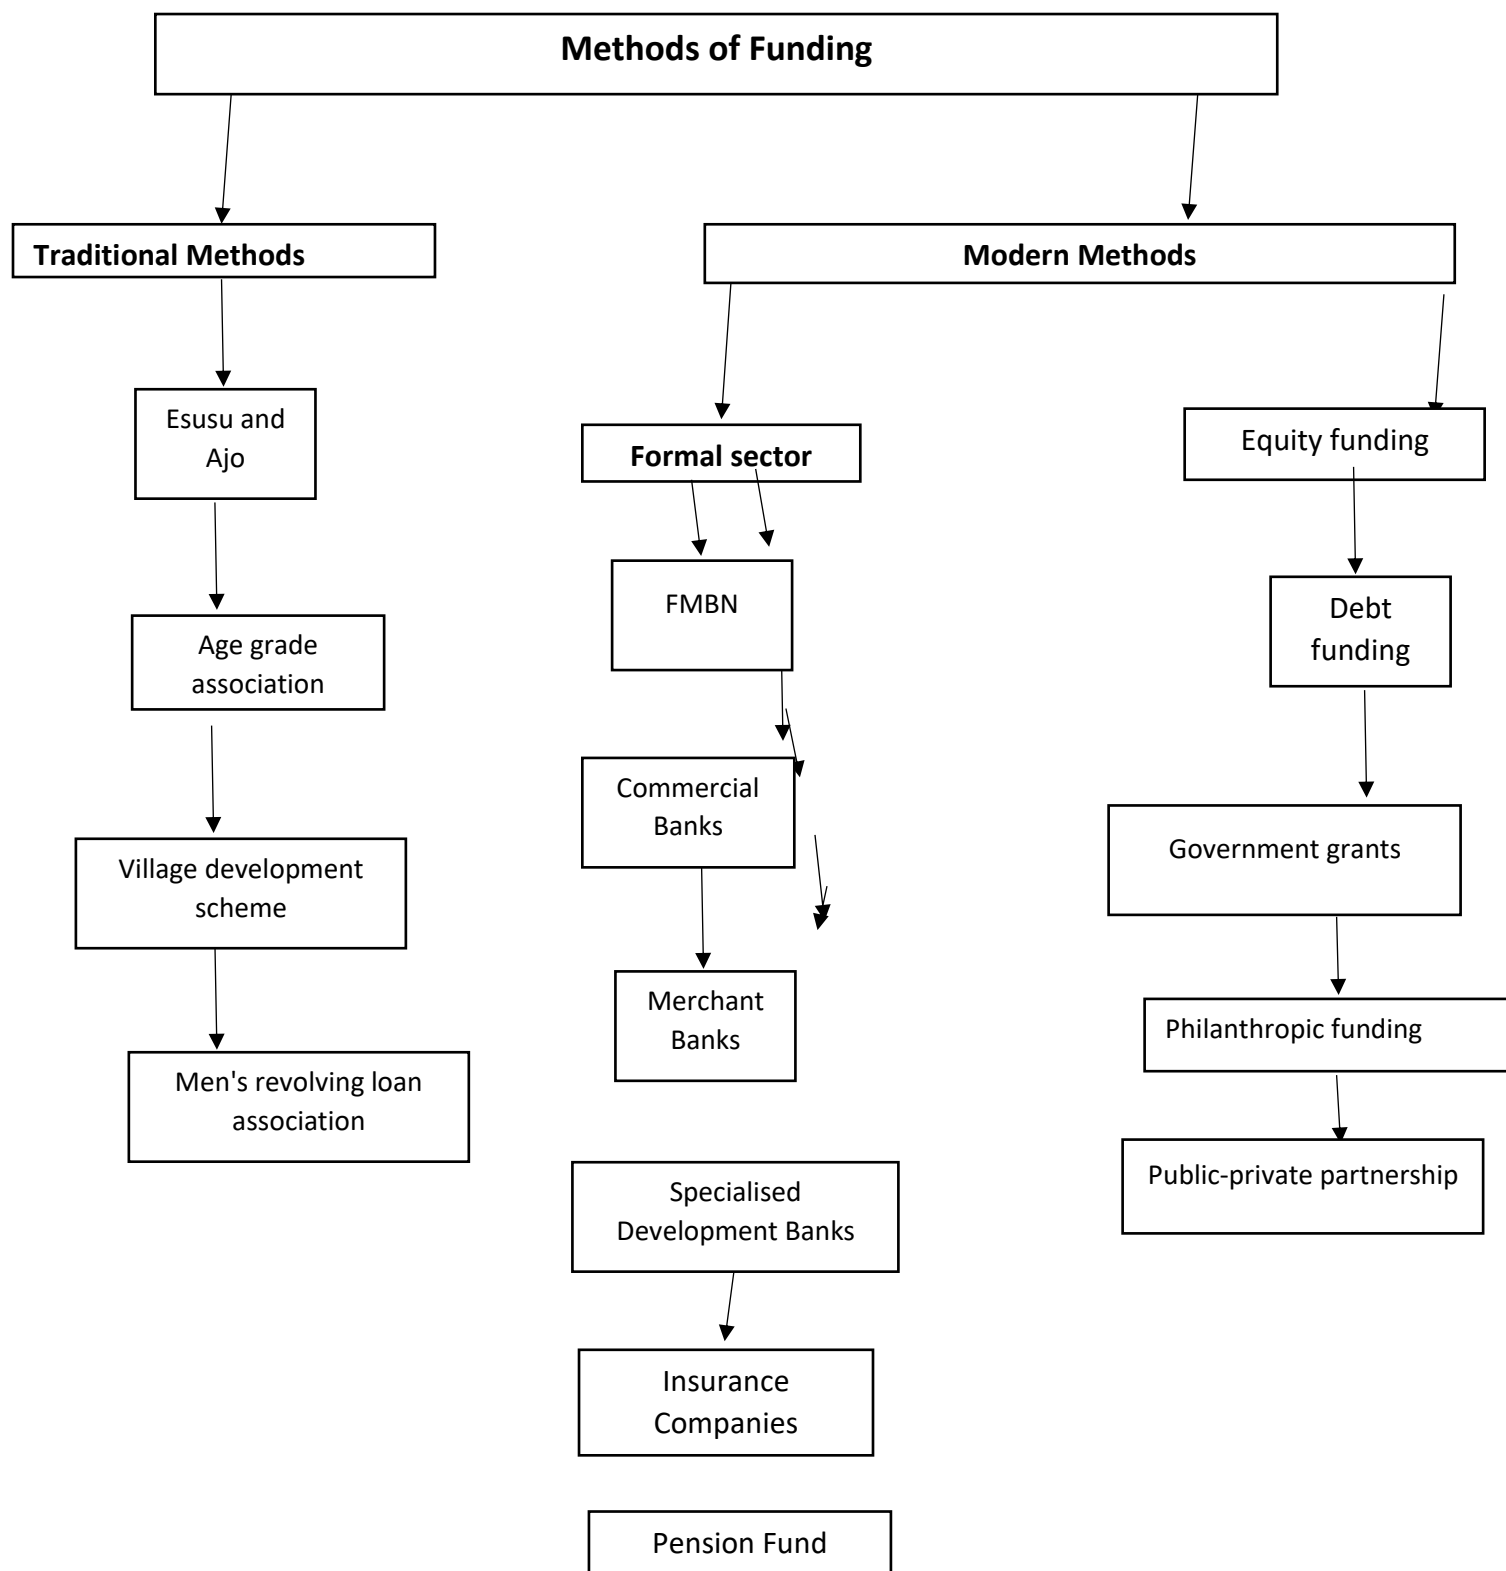 Methods of Funding
Traditional Methods
Modern Methods
Esusu and
Ajo
Age grade
association
Village development
scheme
Men's revolving loan
association
Formal sector
FMBN
Commercial
Banks
Merchant
Banks
Specialised
Development Banks
Insurance
Companies
Pension Fund
Equity funding
Debt
funding
Government grants
Philanthropic funding
Public-private partnership